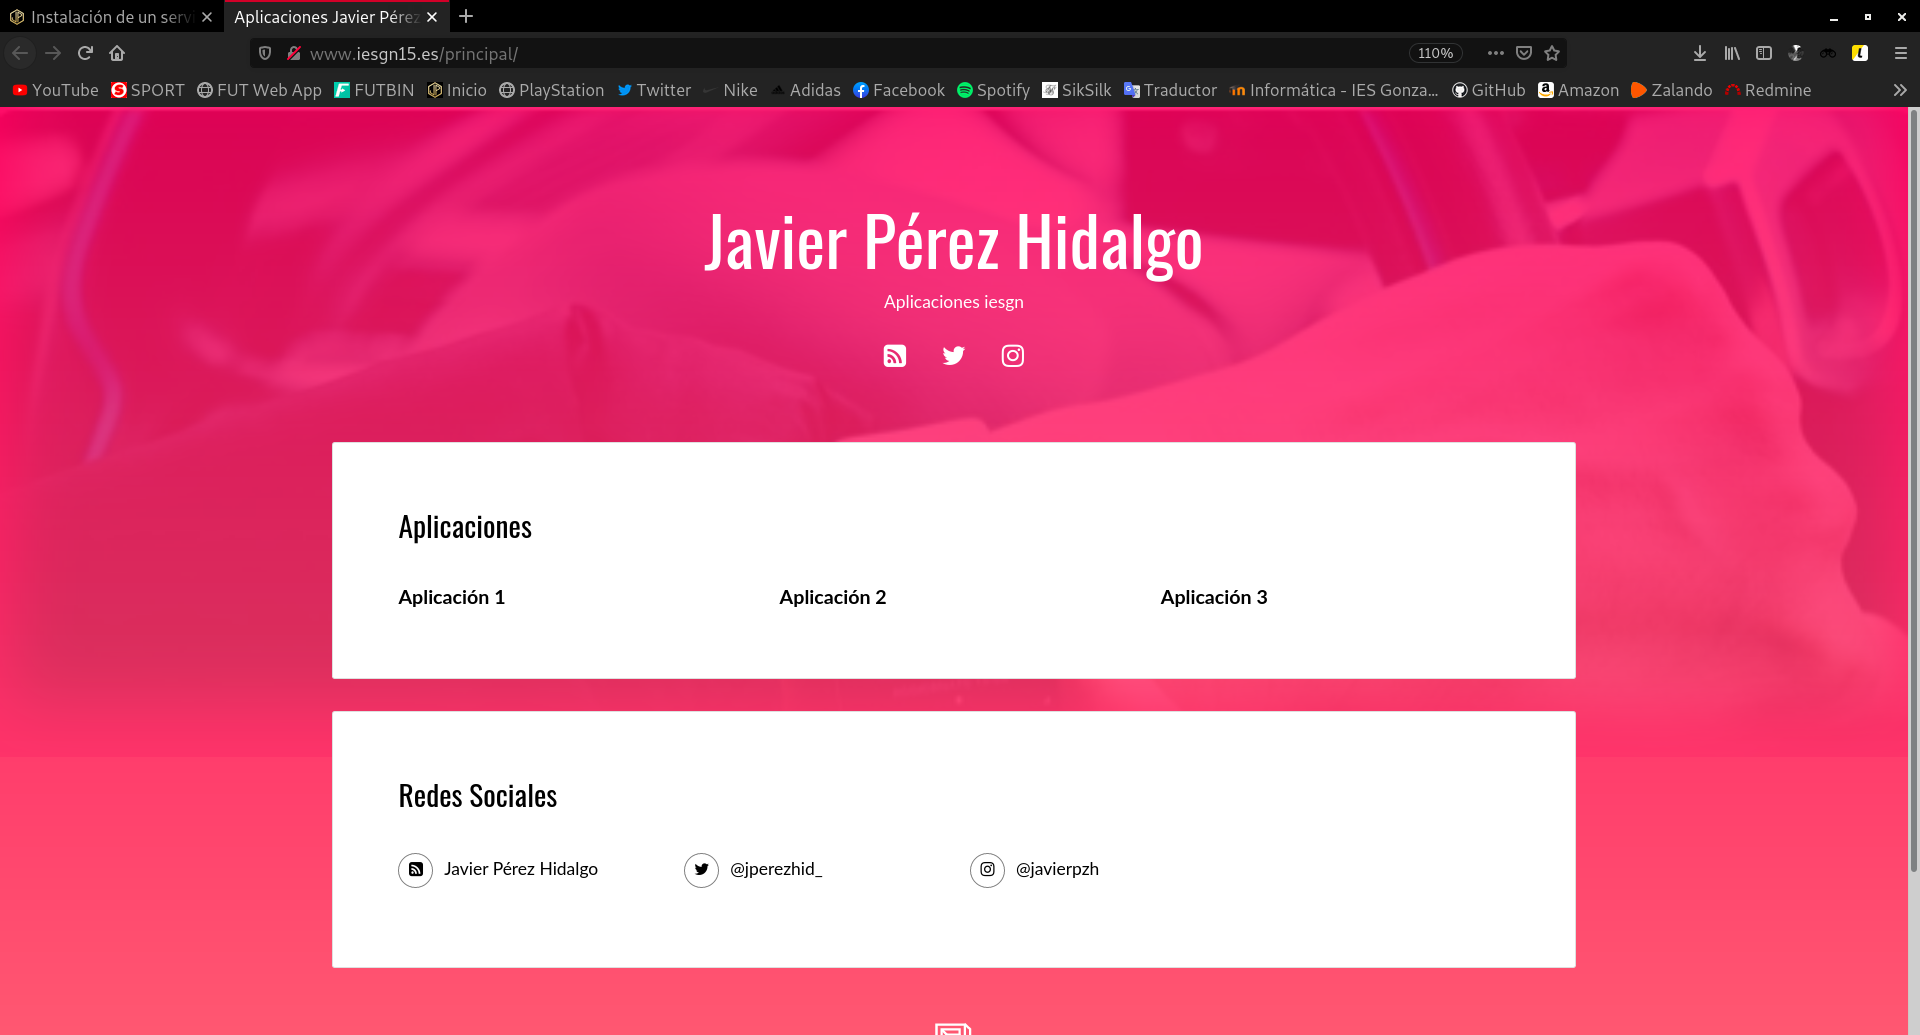 Instalación de un serv
Aplicaciones Javier Pérez
www.iesgn15.es/principal/
110%
YouTube SPORT FUT Web App FUTBIN Inicio PlayStation Twitter Nike Adidas Facebook Spotify SikSilk Traductor Informática - IES Gonza... GitHub Amazon Zalando Redmine
Javier Pérez Hidalgo
Aplicaciones iesgn
Aplicaciones
Aplicación 1 Aplicación 2 Aplicación 3
Redes Sociales
Javier Pérez Hidalgo @jperezhid_ @javierpzh